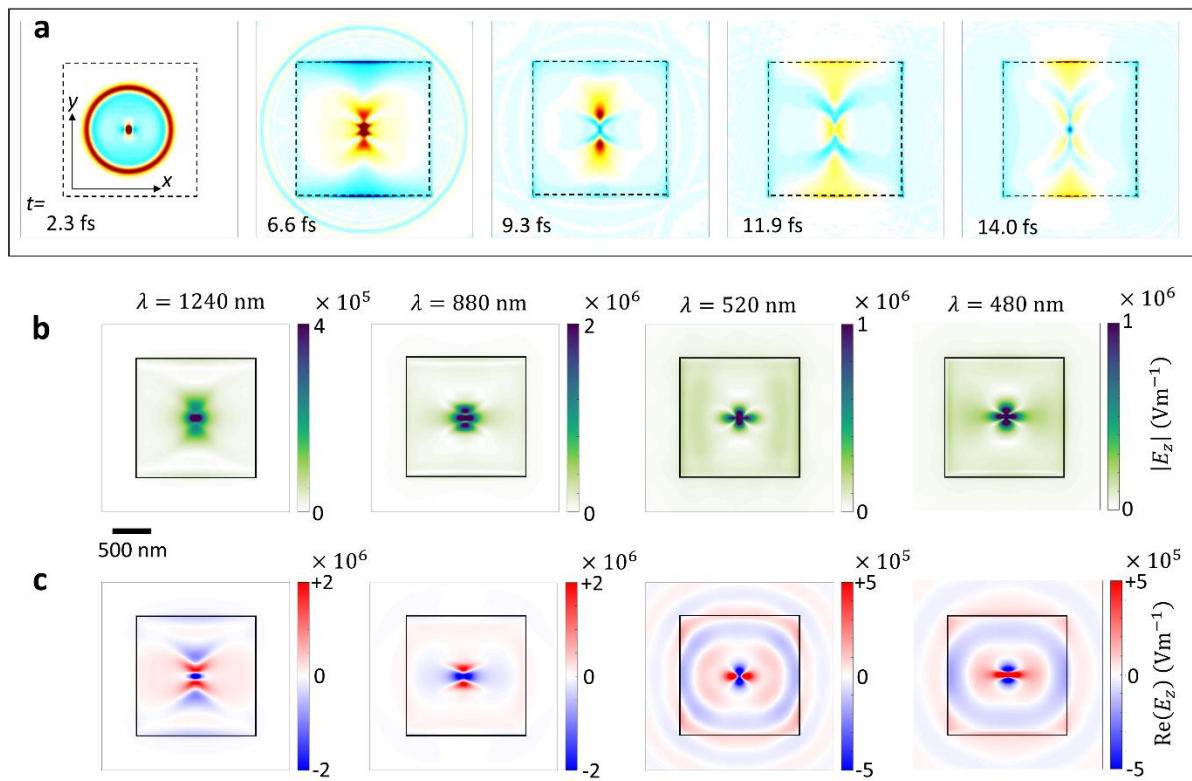 a
y
x
t=
2.3 fs
6.6 fs
9.3 fs
11.9 fs
14.0 fs
b
λ = 1240 nm
× 10⁵
λ = 880 nm
× 10⁶
λ = 520 nm
× 10⁶
λ = 480 nm
× 10⁶
4
0
2
0
1
0
1
0
|E_z| (Vm⁻¹)
500 nm
c
× 10⁶
× 10⁶
× 10⁵
× 10⁵
+2
0
-2
+2
0
-2
+5
0
-5
+5
0
-5
Re(E_z) (Vm⁻¹)